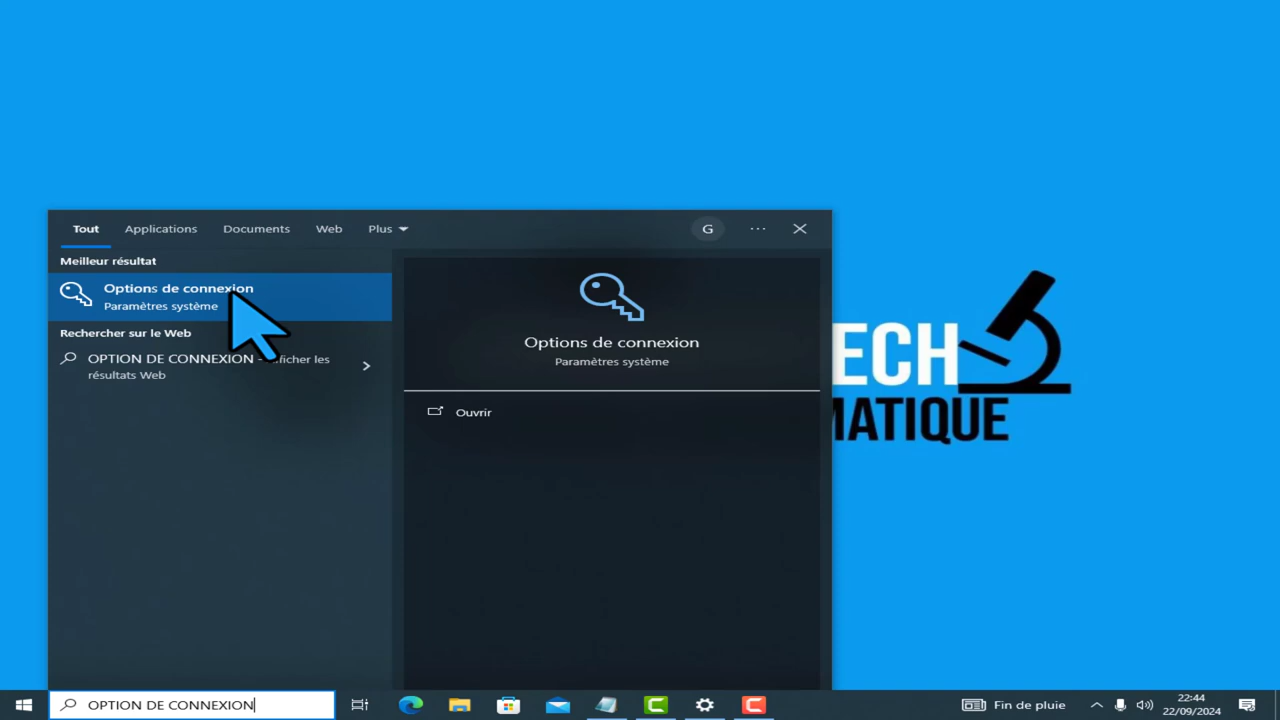 Tout Applications Documents Web Plus
G ...
Meilleur résultat
Options de connexion
Paramètres système
Rechercher sur le Web
OPTION DE CONNEXION - afficher les
résultats Web
Options de connexion
Paramètres système
Ouvrir
ECH
MATIQUE
OPTION DE CONNEXION
Fin de pluie
22:44
22/09/2024